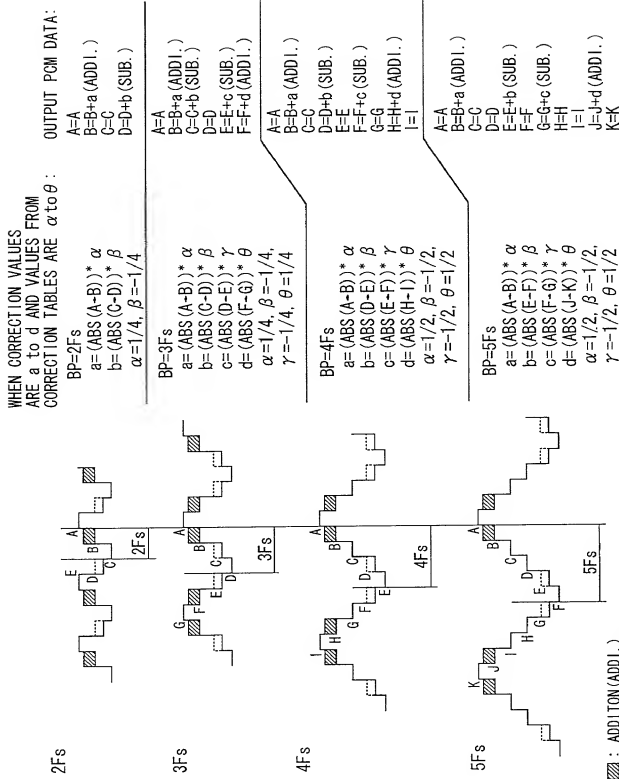 WHEN CORRECTION VALUES
ARE a to d AND VALUES FROM
CORRECTION TABLES ARE α to θ :
OUTPUT PCM DATA:
2Fs
E
D
C
B
A
2Fs
BP=2Fs
a= (ABS(A-B))* α
b= (ABS(C-D))* β
α=1/4, β=-1/4
A=A
B=B+a(ADDI.)
C=C
D=D+b(SUB.)
3Fs
G
F
E
D
C
B
A
3Fs
BP=3Fs
a= (ABS(A-B))* α
b= (ABS(C-D))* β
c= (ABS(D-E))* γ
d= (ABS(F-G))* θ
α=1/4, β=-1/4,
γ=-1/4, θ=1/4
A=A
B=B+a(ADDI.)
C=C+b(SUB.)
D=D
E=E+c(SUB.)
F=F+d(ADDI.)
4Fs
I
H
G
F
E
D
C
B
A
4Fs
BP=4Fs
a= (ABS(A-B))* α
b= (ABS(D-E))* β
c= (ABS(E-F))* γ
d= (ABS(H-I))* θ
α=1/2, β=-1/2,
γ=-1/2, θ=1/2
A=A
B=B+a(ADDI.)
C=C
D=D+b(SUB.)
E=E
F=F+c(SUB.)
G=G
H=H+d(ADDI.)
I=I
5Fs
K
J
I
H
F
E
D
C
B
A
5Fs
BP=5Fs
a= (ABS(A-B))* α
b= (ABS(E-F))* β
c= (ABS(F-G))* γ
d= (ABS(J-K))* θ
α=1/2, β=-1/2,
γ=-1/2, θ=1/2
A=A
B=B+a(ADDI.)
C=C
D=D
E=E+b(SUB.)
F=F
G=G+c(SUB.)
H=H
I=I
J=J+d(ADDI.)
K=K
: ADDITON(ADDI.)